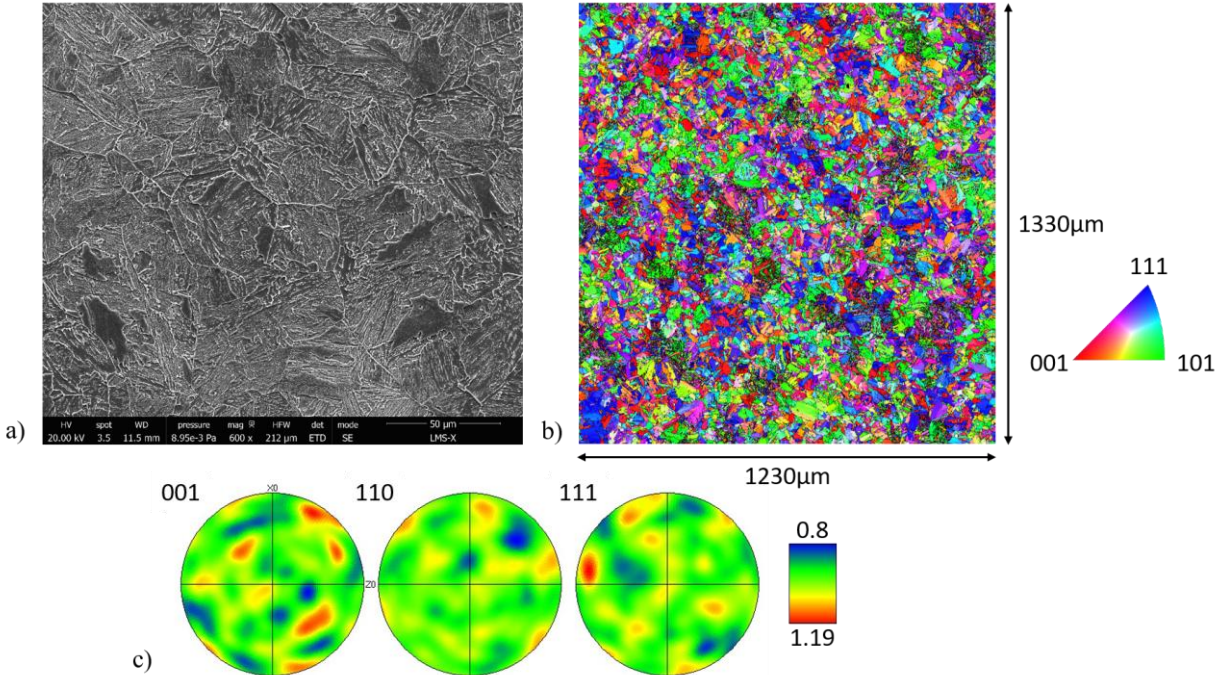 a)
HV spot WD pressure mag HFW det mode 50 µm
20.00 kV 3.5 11.5 mm 8.95e-3 Pa 600 x 212 µm ETD SE LMS-X
b)
1330µm
1230µm
111
001 101
001 X0 110 111
Z0
0.8
1.19
c)